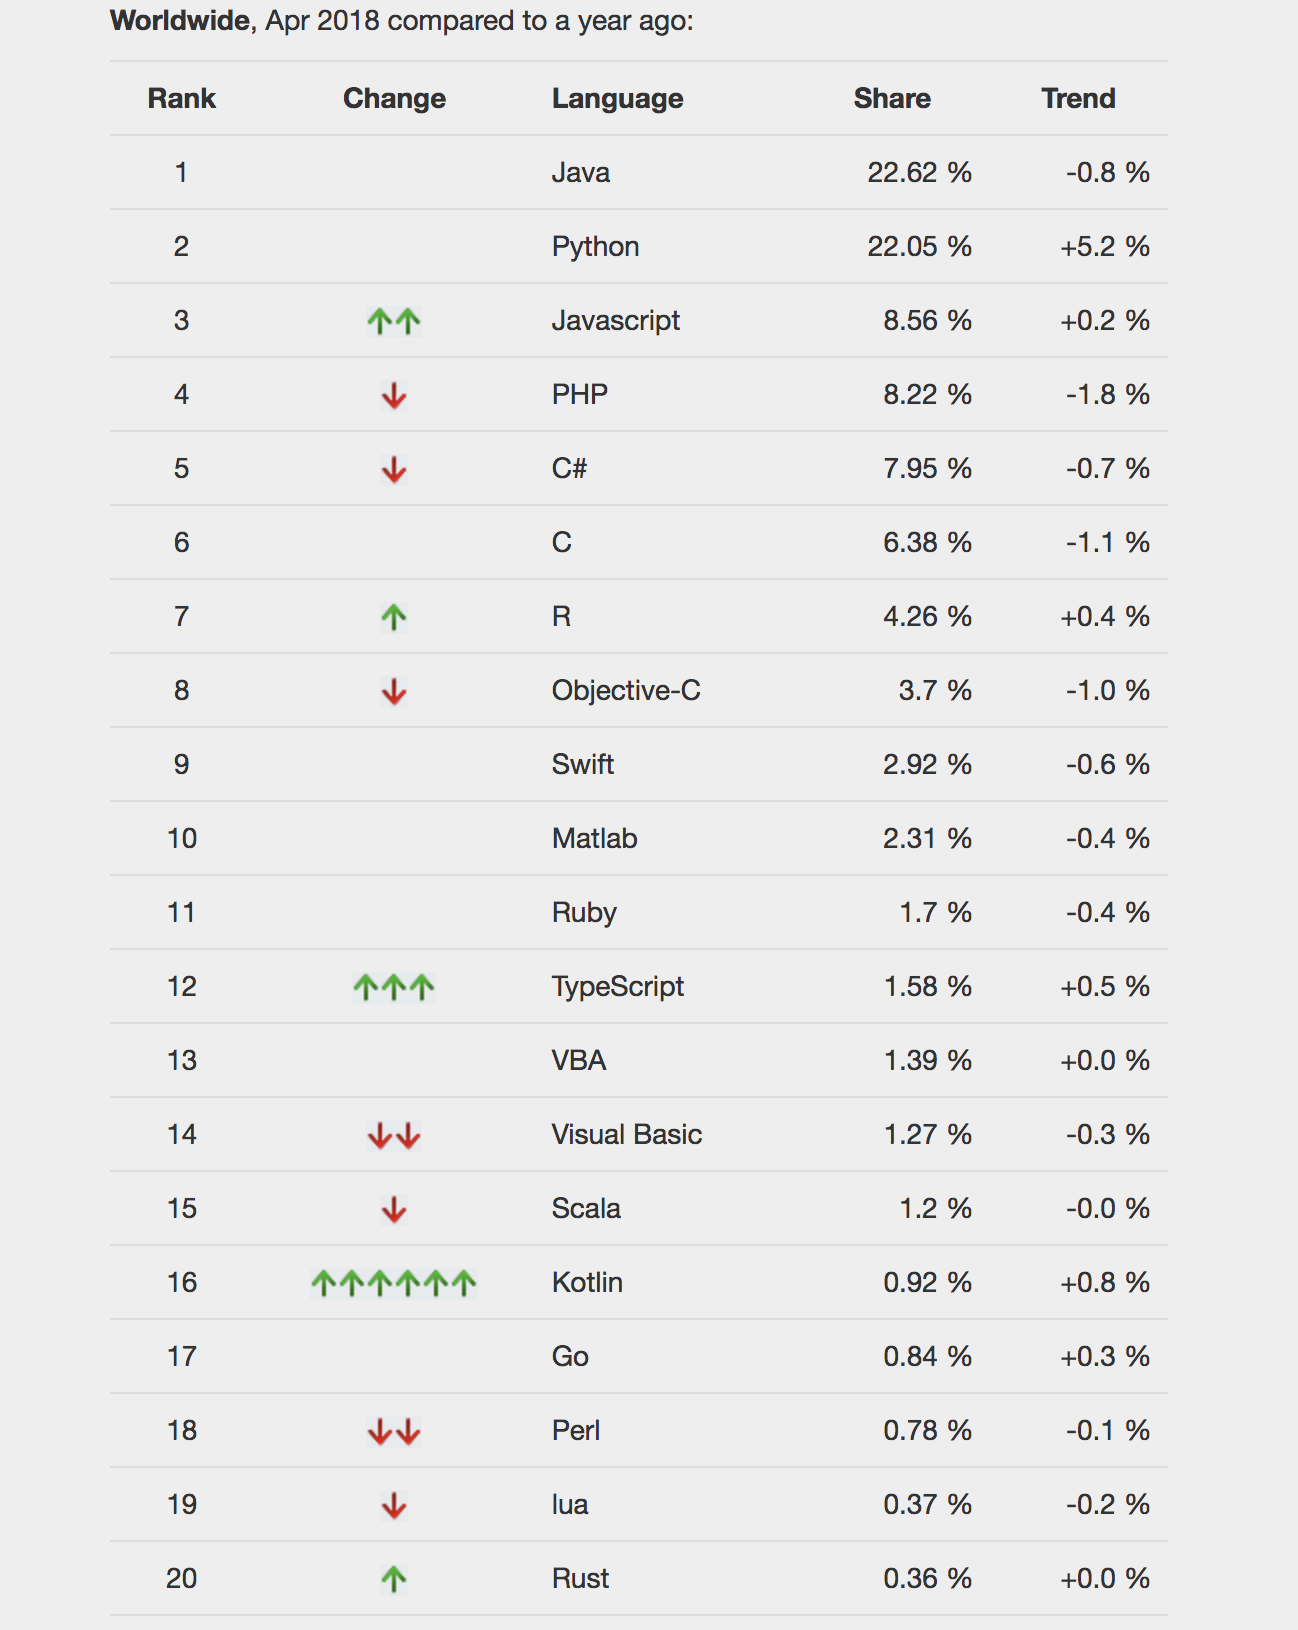 Worldwide, Apr 2018 compared to a year ago:
Rank Change Language Share Trend
1 Java 22.62 % -0.8 %
2 Python 22.05 % +5.2 %
3 ↑↑ Javascript 8.56 % +0.2 %
4 ↓ PHP 8.22 % -1.8 %
5 ↓ C# 7.95 % -0.7 %
6 C 6.38 % -1.1 %
7 ↑ R 4.26 % +0.4 %
8 ↓ Objective-C 3.7 % -1.0 %
9 Swift 2.92 % -0.6 %
10 Matlab 2.31 % -0.4 %
11 Ruby 1.7 % -0.4 %
12 ↑↑↑ TypeScript 1.58 % +0.5 %
13 VBA 1.39 % +0.0 %
14 ↓↓ Visual Basic 1.27 % -0.3 %
15 ↓ Scala 1.2 % -0.0 %
16 ↑↑↑↑↑↑ Kotlin 0.92 % +0.8 %
17 Go 0.84 % +0.3 %
18 ↓↓ Perl 0.78 % -0.1 %
19 ↓ lua 0.37 % -0.2 %
20 ↑ Rust 0.36 % +0.0 %